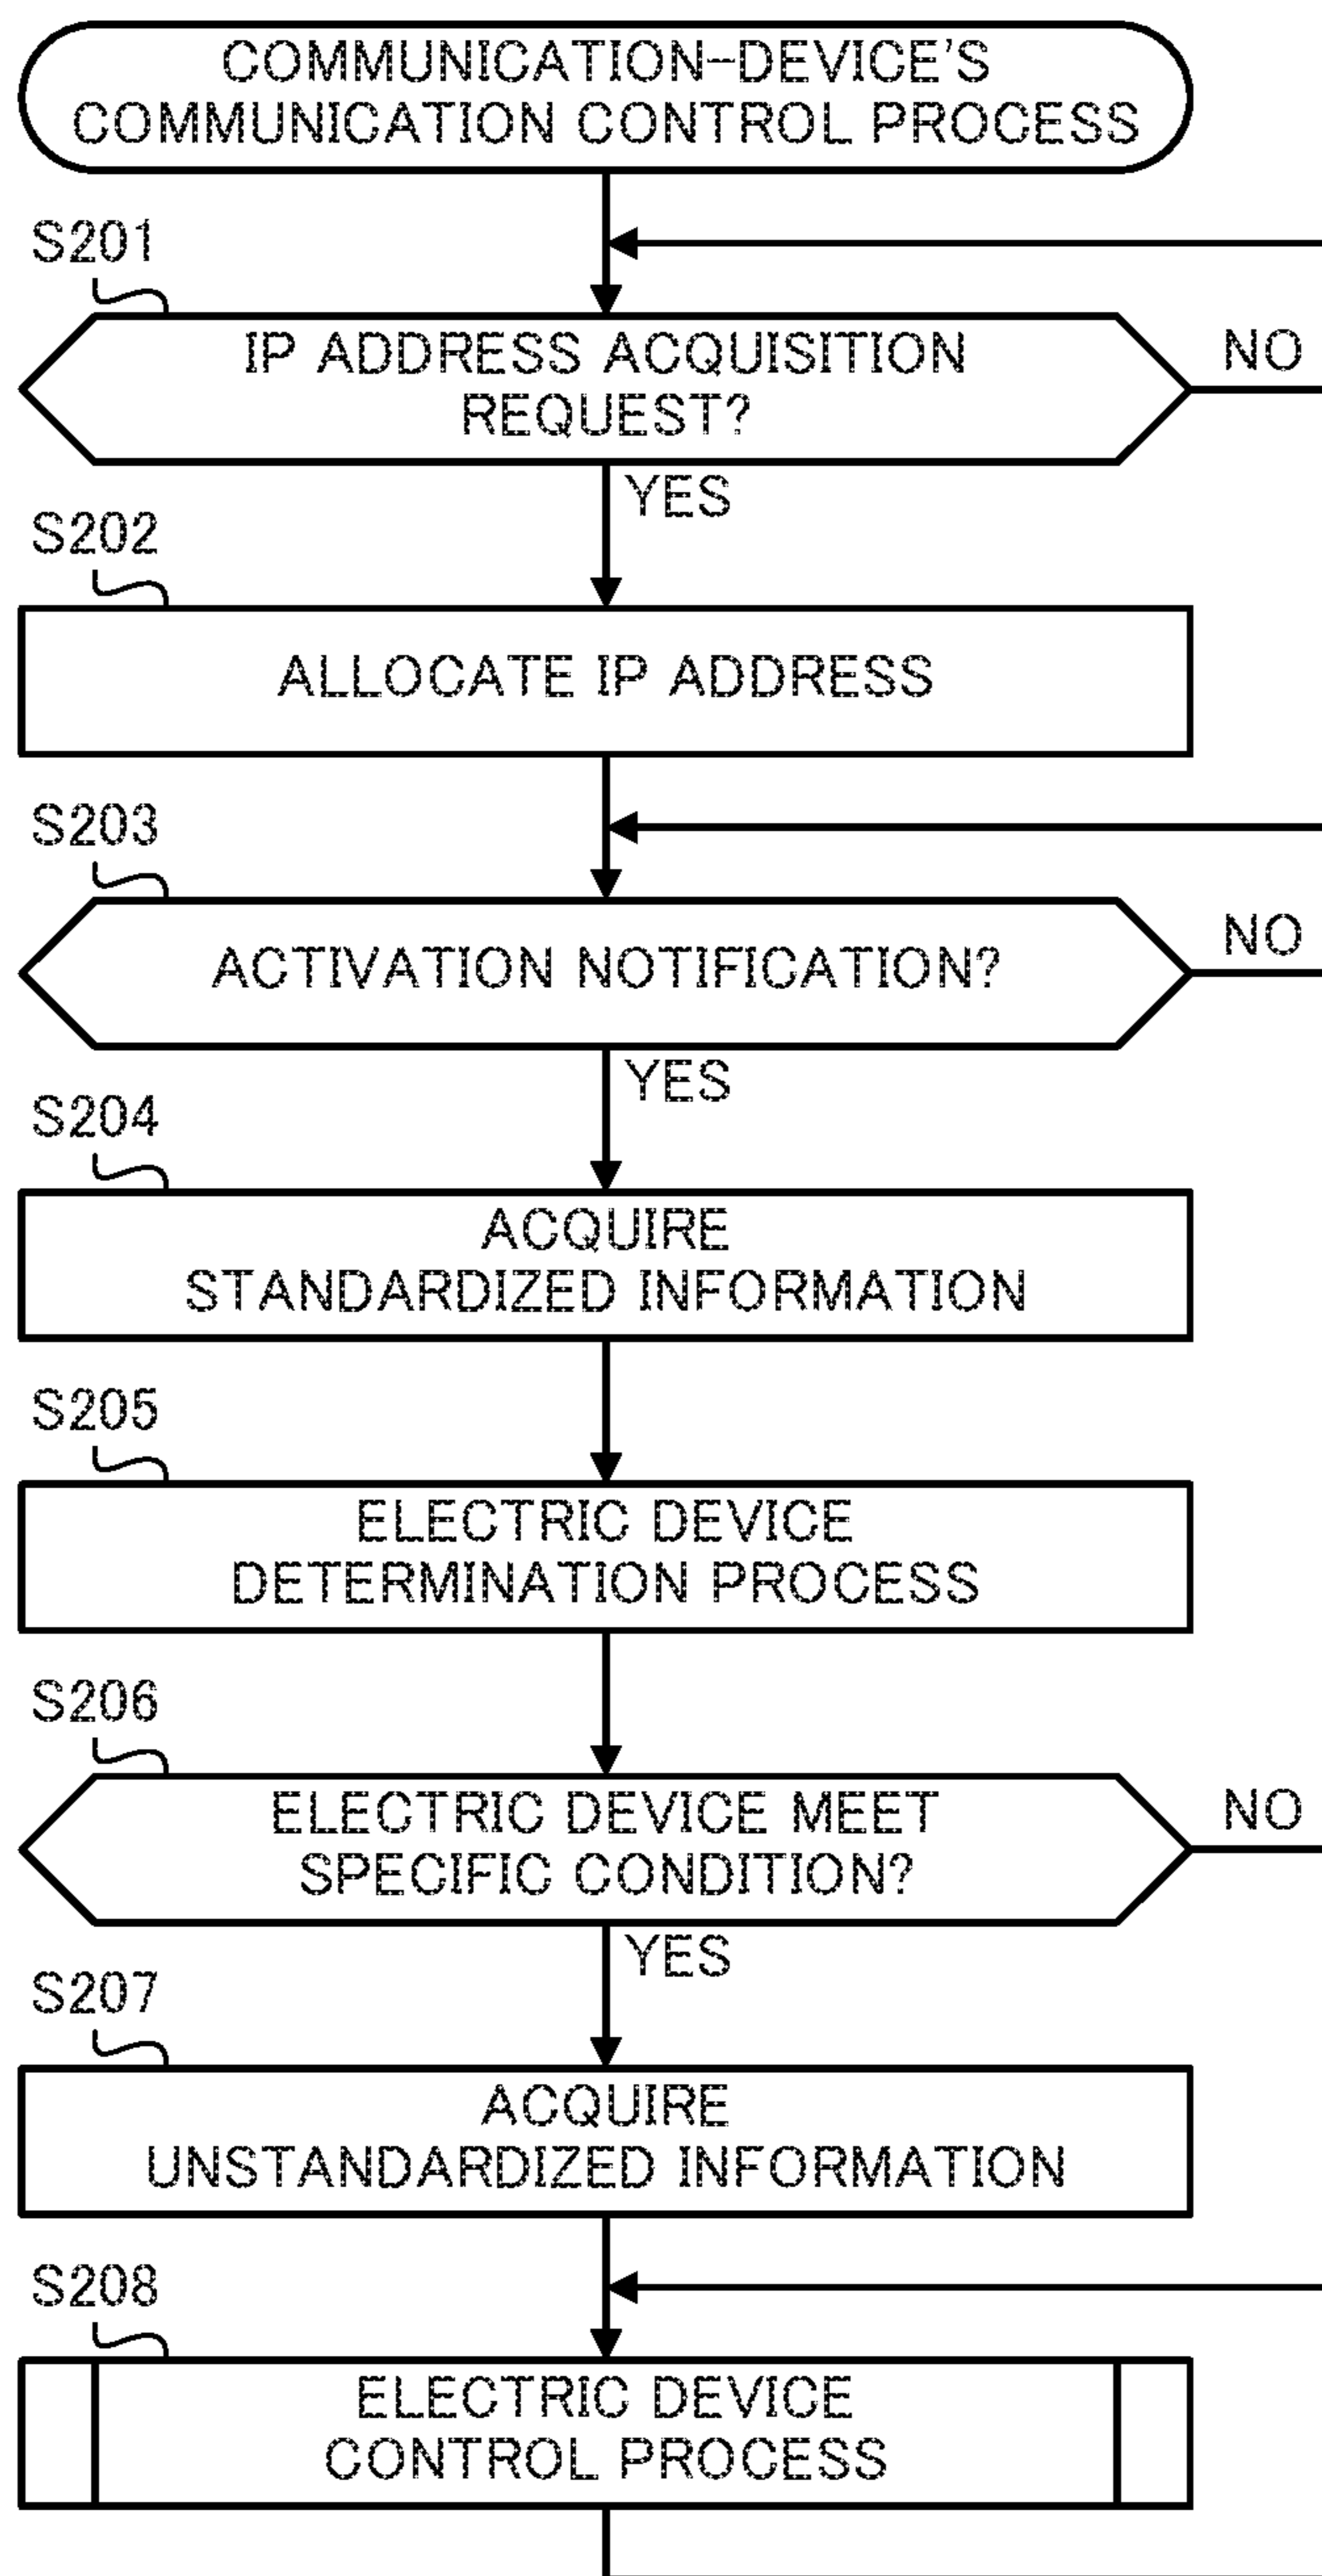 COMMUNICATION-DEVICE'S
COMMUNICATION CONTROL PROCESS
S201
IP ADDRESS ACQUISITION
REQUEST?
NO
YES
S202
ALLOCATE IP ADDRESS
S203
ACTIVATION NOTIFICATION?
NO
YES
S204
ACQUIRE
STANDARDIZED INFORMATION
S205
ELECTRIC DEVICE
DETERMINATION PROCESS
S206
ELECTRIC DEVICE MEET
SPECIFIC CONDITION?
NO
YES
S207
ACQUIRE
UNSTANDARDIZED INFORMATION
S208
ELECTRIC DEVICE
CONTROL PROCESS